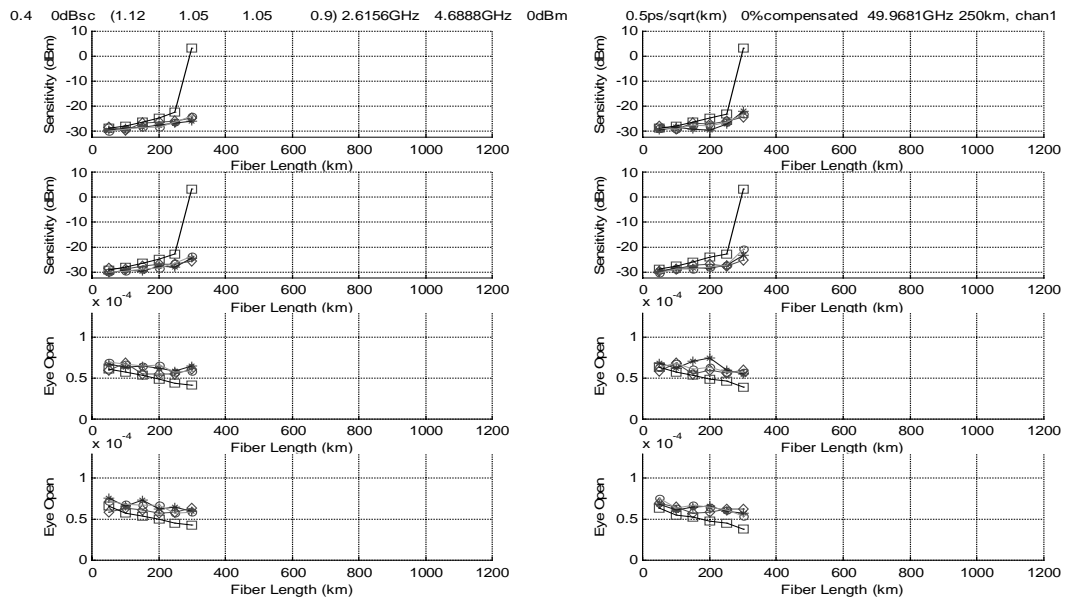 0.4 0dBsc (1.12 1.05 1.05 0.9) 2.6156GHz 4.6888GHz 0dBm 0.5ps/sqrt(km) 0%compensated 49.9681GHz 250km, chan1
10
0
-10
-20
-30
Sensitivity (dBm)
0 200 400 600 800 1000 1200
Fiber Length (km)
10
0
-10
-20
-30
Sensitivity (dBm)
0 200 400 600 800 1000 1200
Fiber Length (km)
10
0
-10
-20
-30
Sensitivity (dBm)
0 200 400 600 800 1000 1200
Fiber Length (km)
10
0
-10
-20
-30
Sensitivity (dBm)
0 200 400 600 800 1000 1200
Fiber Length (km)
x 10-4
1
0.5
0
Eye Open
0 200 400 600 800 1000 1200
Fiber Length (km)
x 10-4
1
0.5
0
Eye Open
0 200 400 600 800 1000 1200
Fiber Length (km)
x 10-4
1
0.5
0
Eye Open
0 200 400 600 800 1000 1200
Fiber Length (km)
x 10-4
1
0.5
0
Eye Open
0 200 400 600 800 1000 1200
Fiber Length (km)